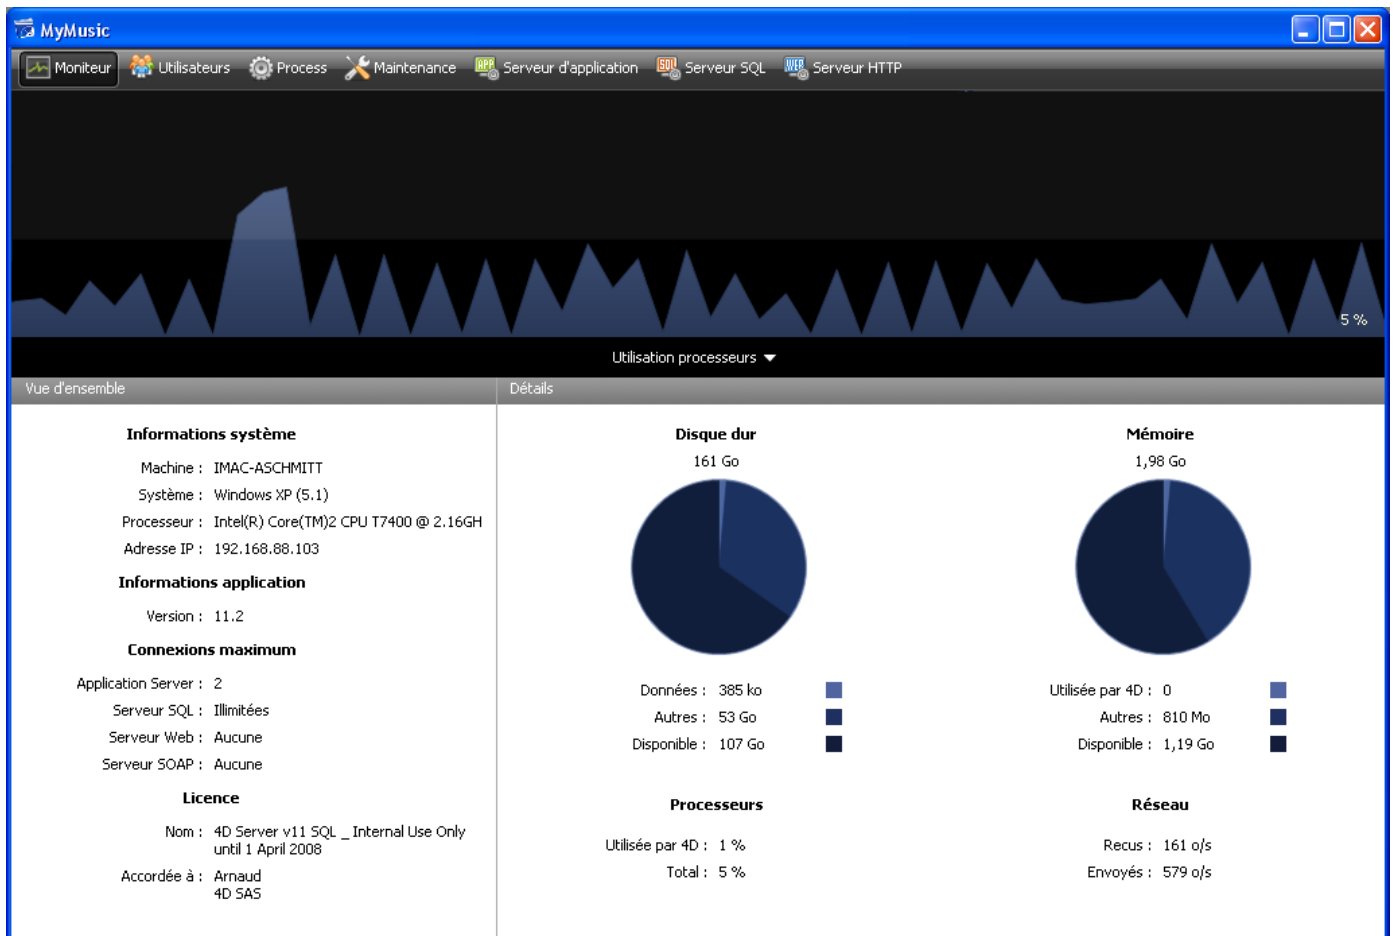 MyMusic
Moniteur Utilisateurs Process Maintenance Serveur d'application Serveur SQL Serveur HTTP
5 %
Utilisation processeurs
Vue d'ensemble
Informations système
Machine : IMAC-ASCHMITT
Système : Windows XP (5.1)
Processeur : Intel(R) Core(TM)2 CPU T7400 @ 2.16GH
Adresse IP : 192.168.88.103
Informations application
Version : 11.2
Connexions maximum
Application Server : 2
Serveur SQL : Illimitées
Serveur Web : Aucune
Serveur SOAP : Aucune
Licence
Nom : 4D Server v11 SQL _ Internal Use Only
until 1 April 2008
Accordée à : Arnaud
4D SAS
Détails
Disque dur
161 Go
Données : 385 ko
Autres : 53 Go
Disponible : 107 Go
Mémoire
1,98 Go
Utilisée par 4D : 0
Autres : 810 Mo
Disponible : 1,19 Go
Processeurs
Utilisée par 4D : 1 %
Total : 5 %
Réseau
Recus : 161 o/s
Envoyés : 579 o/s